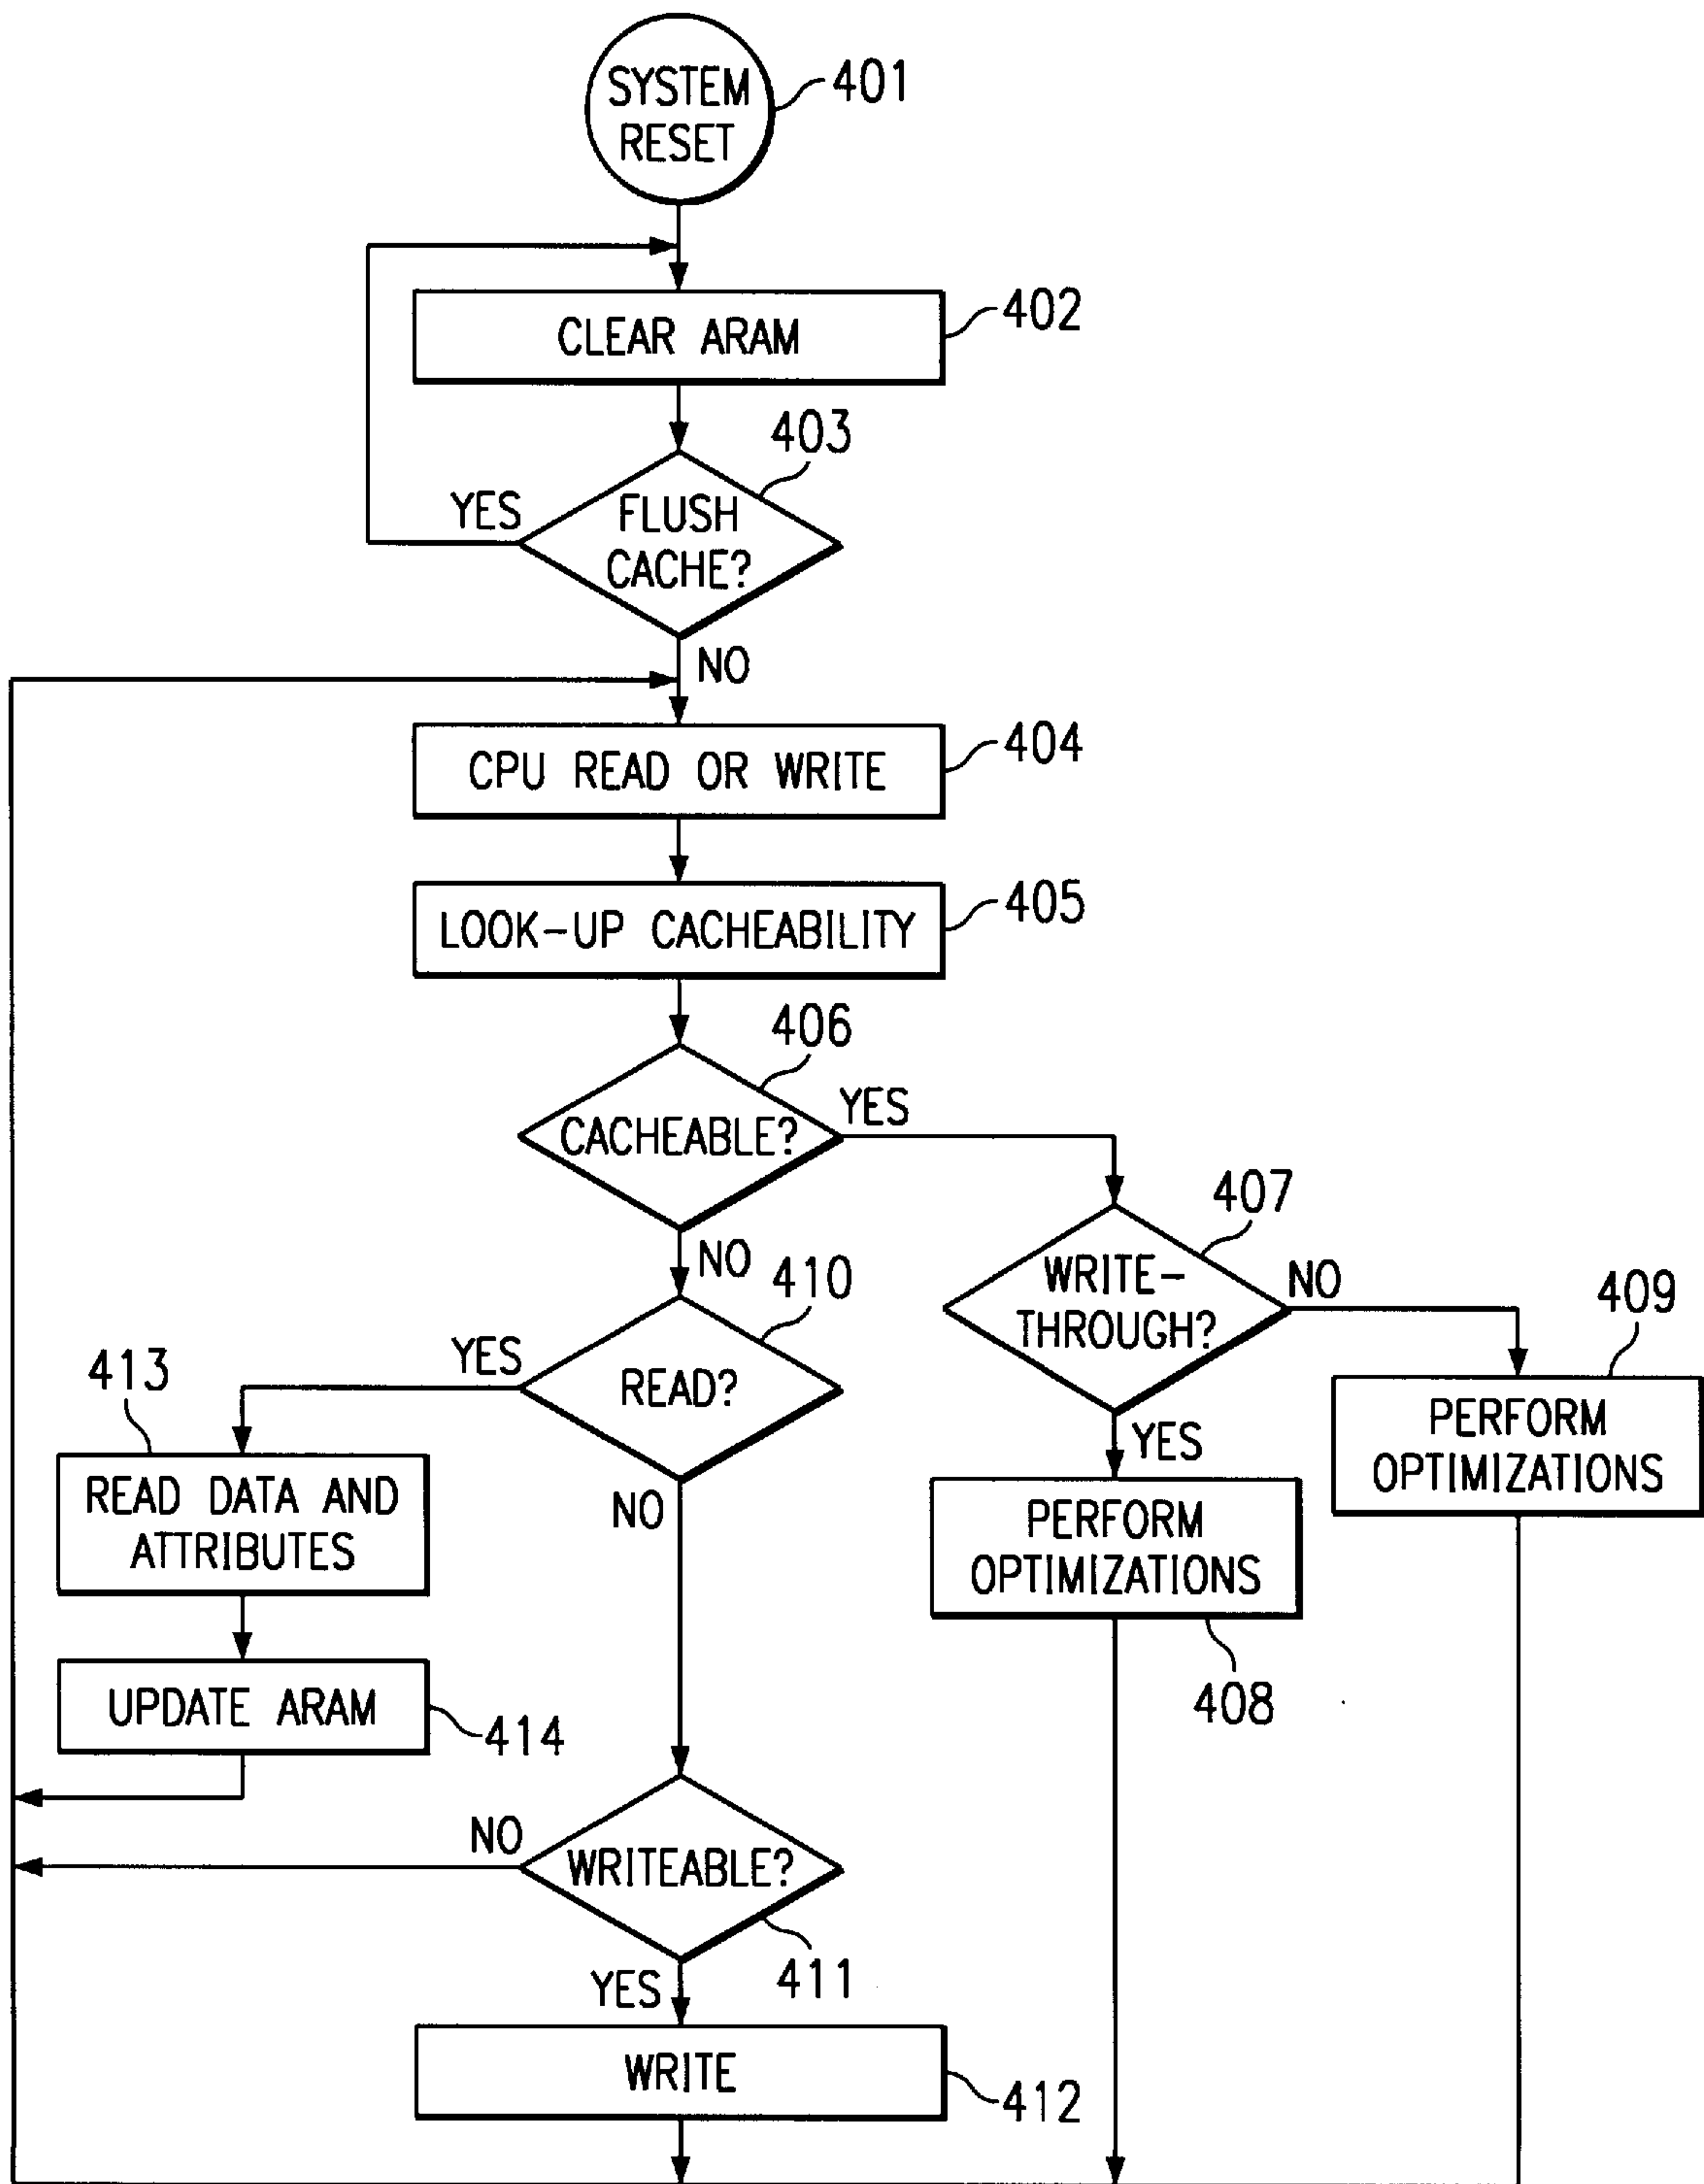 SYSTEM
RESET
401
CLEAR ARAM
402
403
FLUSH
CACHE?
YES
NO
CPU READ OR WRITE
404
LOOK-UP CACHEABILITY
405
406
CACHEABLE?
YES
NO
407
WRITE-
THROUGH?
NO
YES
409
PERFORM
OPTIMIZATIONS
410
READ?
YES
NO
413
READ DATA AND
ATTRIBUTES
PERFORM
OPTIMIZATIONS
408
UPDATE ARAM
414
NO
WRITEABLE?
411
YES
WRITE
412